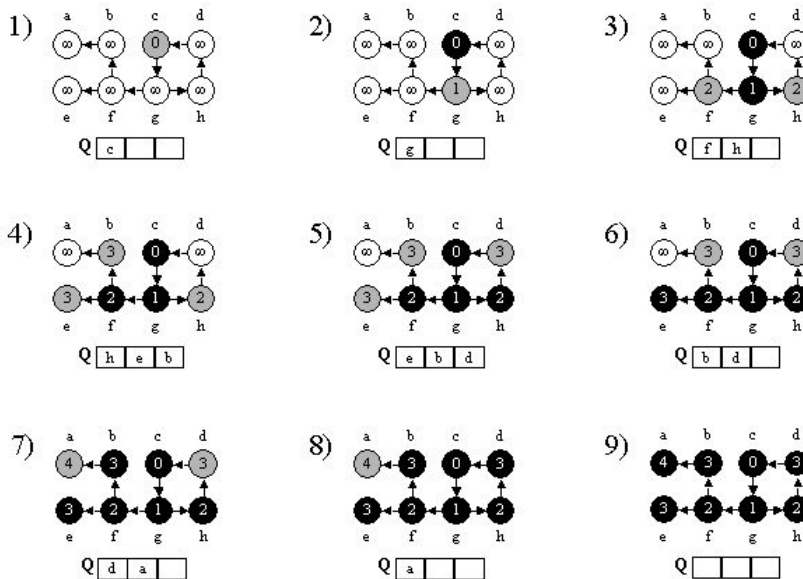 1) a b c d
∞ ∞ 0 ∞
∞ ∞ ∞ ∞
e f g h
Q c
2) a b c d
∞ ∞ 0 ∞
∞ ∞ 1 ∞
e f g h
Q g
3) a b c d
∞ ∞ 0 ∞
∞ 2 1 2
e f g h
Q f h
4) a b c d
∞ 3 0 ∞
3 2 1 2
e f g h
Q h e b
5) a b c d
∞ 3 0 3
3 2 1 2
e f g h
Q e b d
6) a b c d
∞ 3 0 3
3 2 1 2
e f g h
Q b d
7) a b c d
4 3 0 3
3 2 1 2
e f g h
Q d a
8) a b c d
4 3 0 3
3 2 1 2
e f g h
Q a
9) a b c d
4 3 0 3
3 2 1 2
e f g h
Q